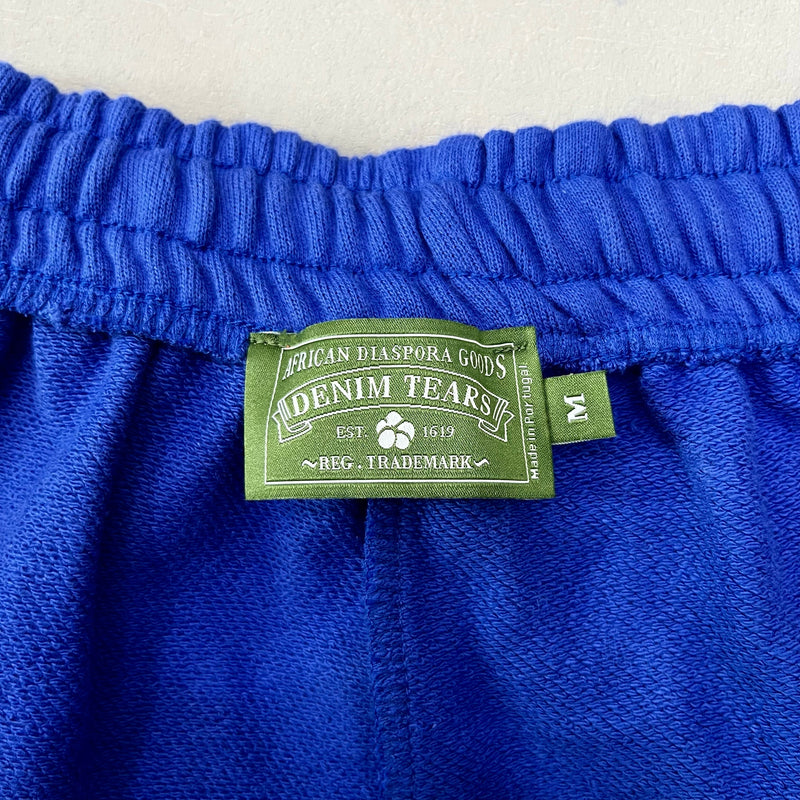 AFRICAN DIASPORA GOODS
DENIM TEARS
EST. 1619
~REG . TRADEMARK~
Made in Portugal
M